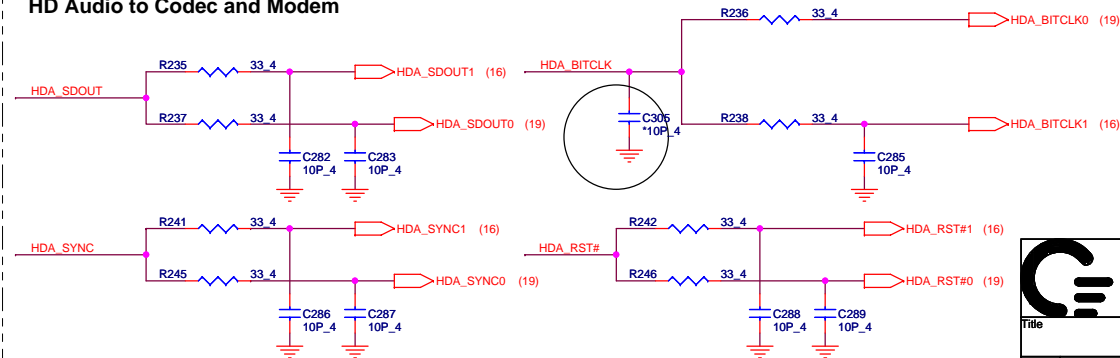 HD Audio to Codec and Modem
R236 33_4 HDA_BITCLK0 (19)
R235 33_4 HDA_SDOUT1 (16)
HDA_SDOUT
R237 33_4 HDA_SDOUT0 (19)
C282
10P_4
C283
10P_4
HDA_BITCLK
C305
*10P_4
R238 33_4 HDA_BITCLK1 (16)
C285
10P_4
R241 33_4 HDA_SYNC1 (16)
HDA_SYNC
R245 33_4 HDA_SYNC0 (19)
C286
10P_4
C287
10P_4
R242 33_4 HDA_RST#1 (16)
HDA_RST#
R246 33_4 HDA_RST#0 (19)
C288
10P_4
C289
10P_4
Title